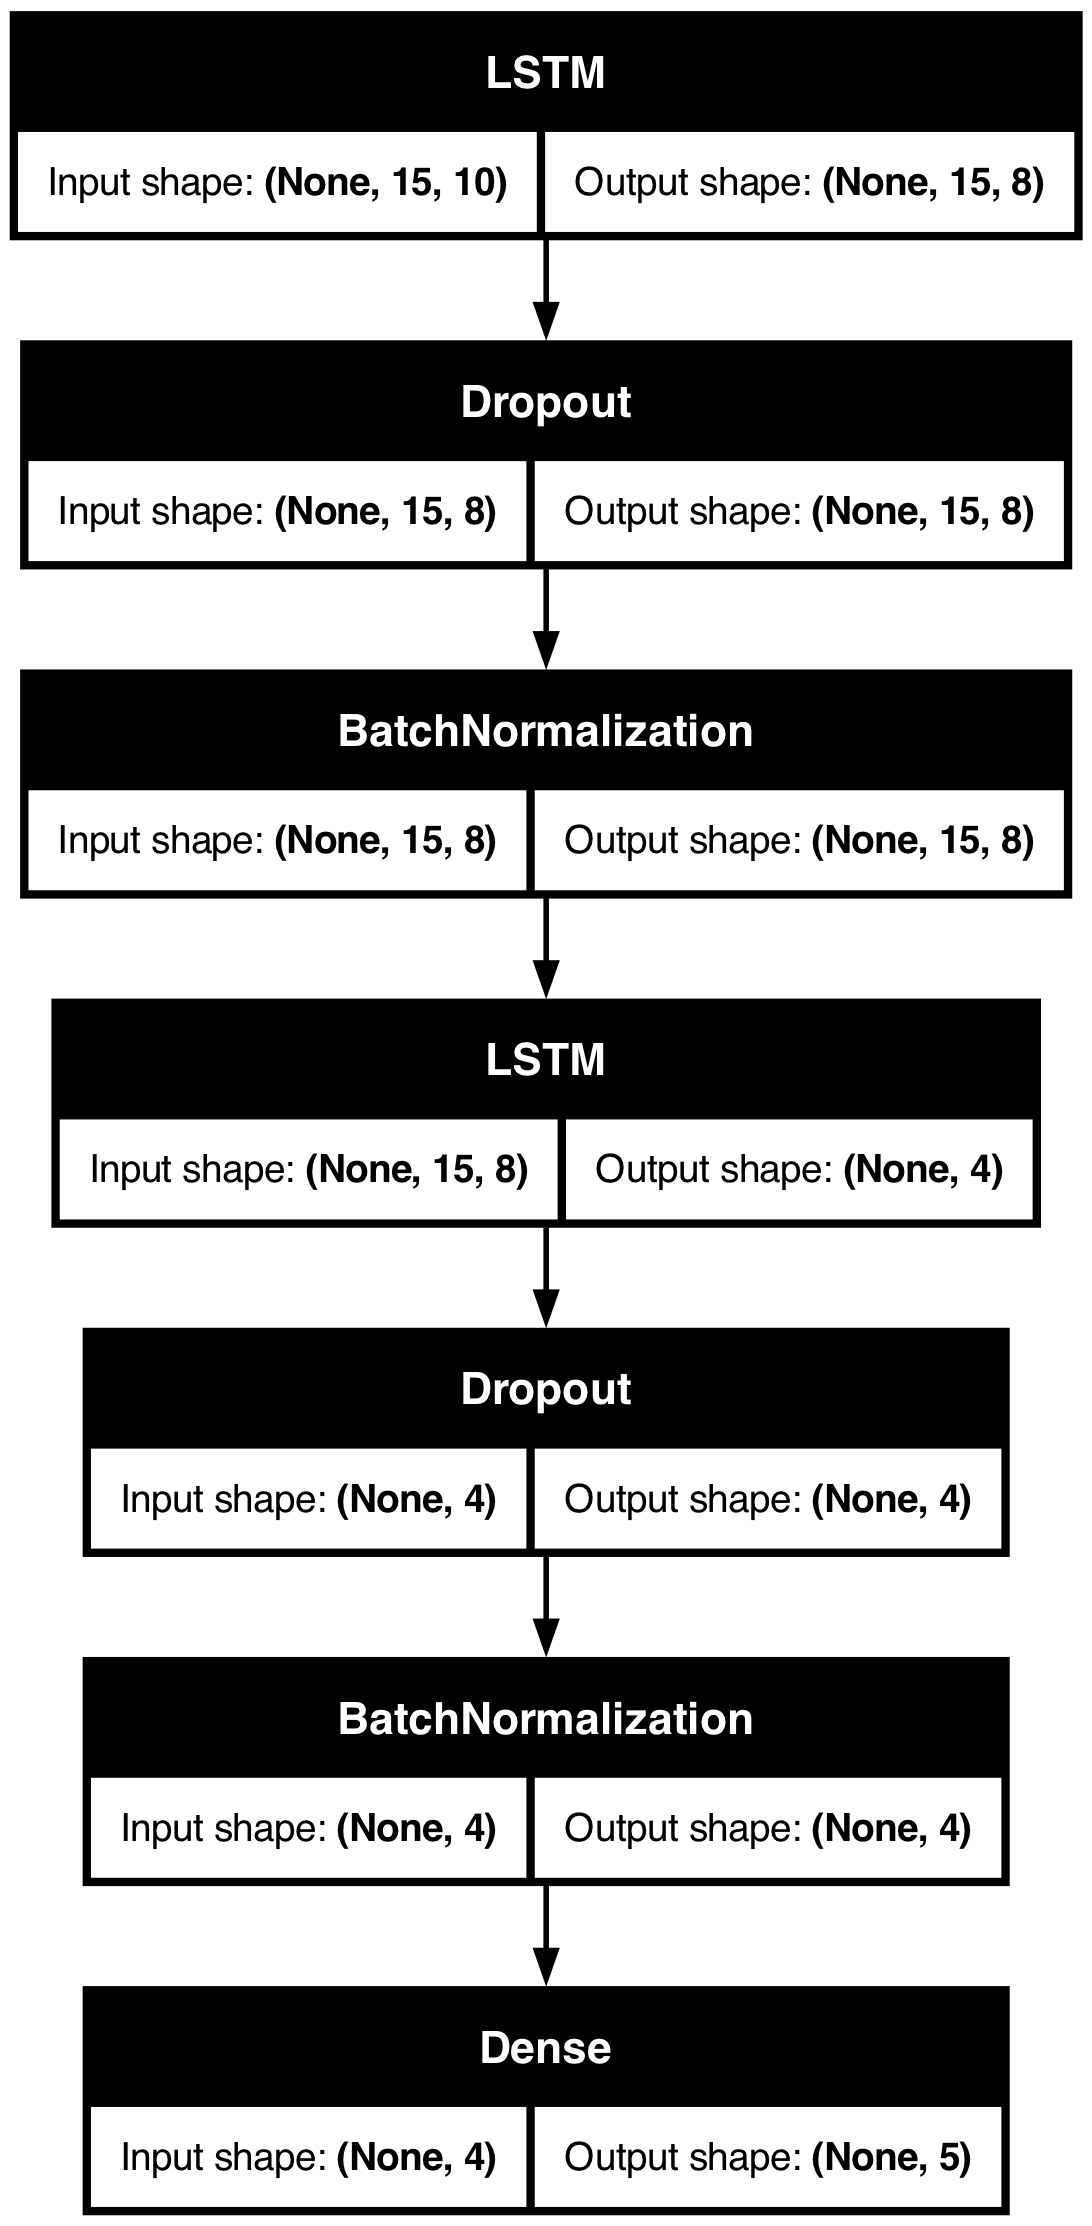 LSTM
Input shape: (None, 15, 10) Output shape: (None, 15, 8)
Dropout
Input shape: (None, 15, 8) Output shape: (None, 15, 8)
BatchNormalization
Input shape: (None, 15, 8) Output shape: (None, 15, 8)
LSTM
Input shape: (None, 15, 8) Output shape: (None, 4)
Dropout
Input shape: (None, 4) Output shape: (None, 4)
BatchNormalization
Input shape: (None, 4) Output shape: (None, 4)
Dense
Input shape: (None, 4) Output shape: (None, 5)